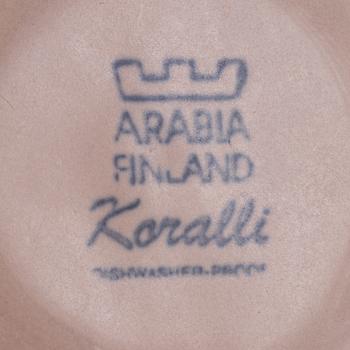 ARABIA
FINLAND
Koralli
DISHWASHER-PROOF